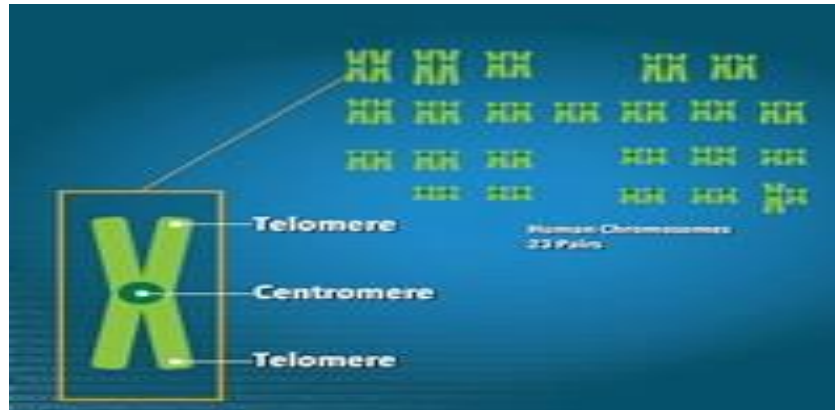 Human Chromosomes
23 Pairs
Telomere
Centromere
Telomere